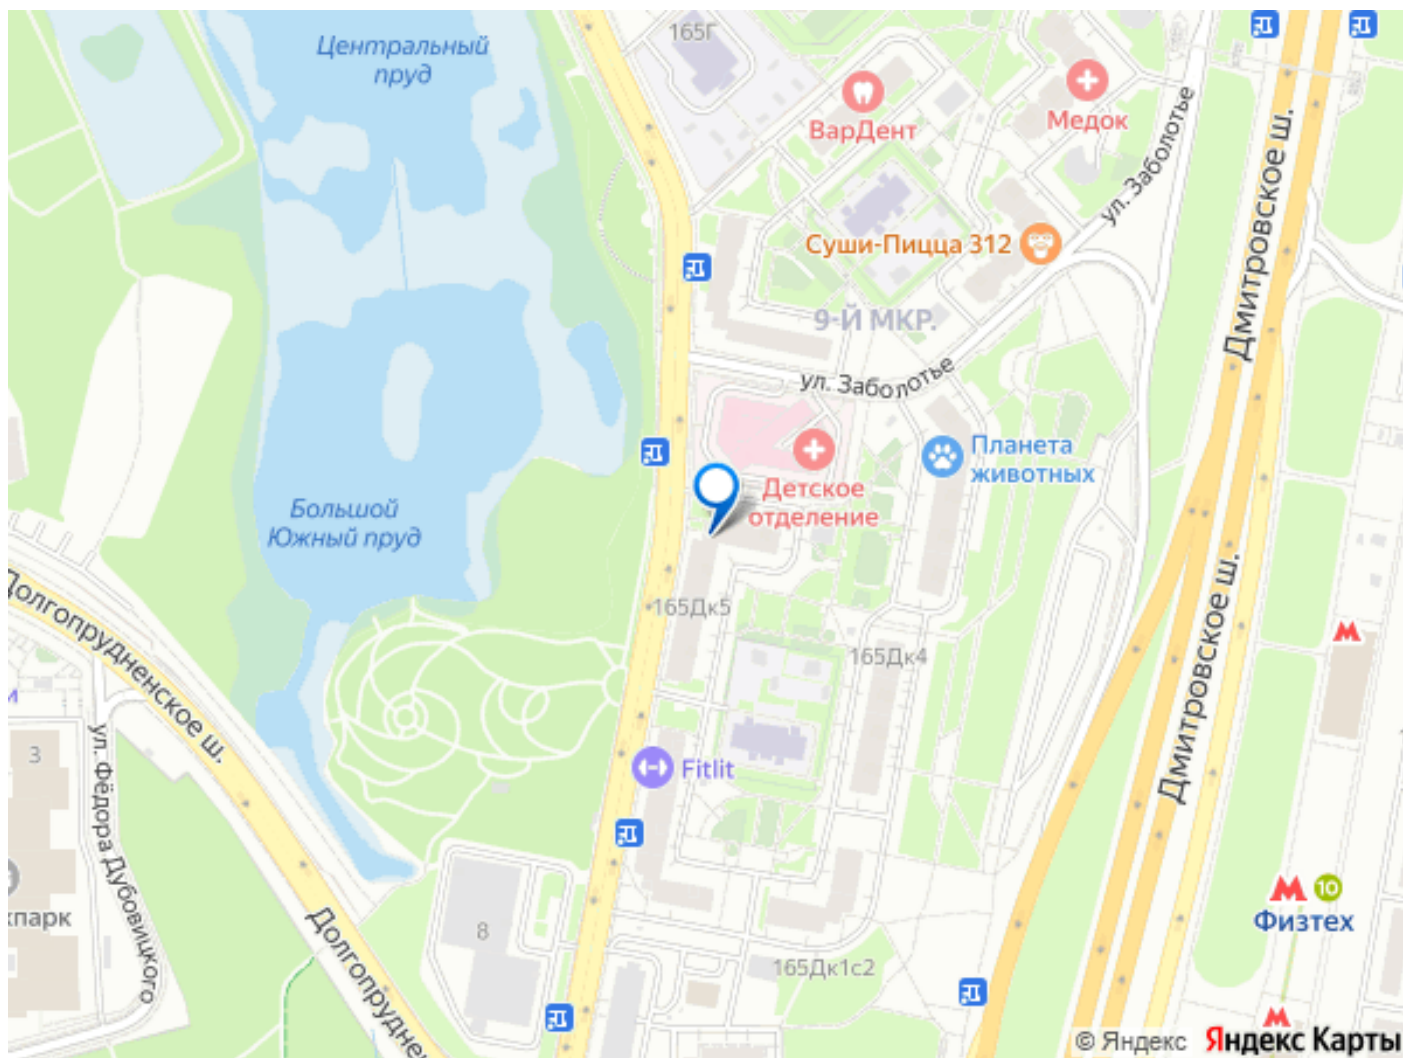 Центральный
пруд
165Г
ВарДент
Медок
ул. Заболотье
Дмитровское ш.
Суши-Пицца 312
9-Й МКР.
ул. Заболотье
Планета
животных
Детское
отделение
Большой
Южный пруд
Долгопрудненское ш.
165Дк5
165Дк4
Дмитровское ш.
и
3
ул. Фёдора Дубовицкого
Fitlit
хпарк
8
Долгопруднен
10
Физтех
165Дк1с2
© Яндекс Яндекс Карты